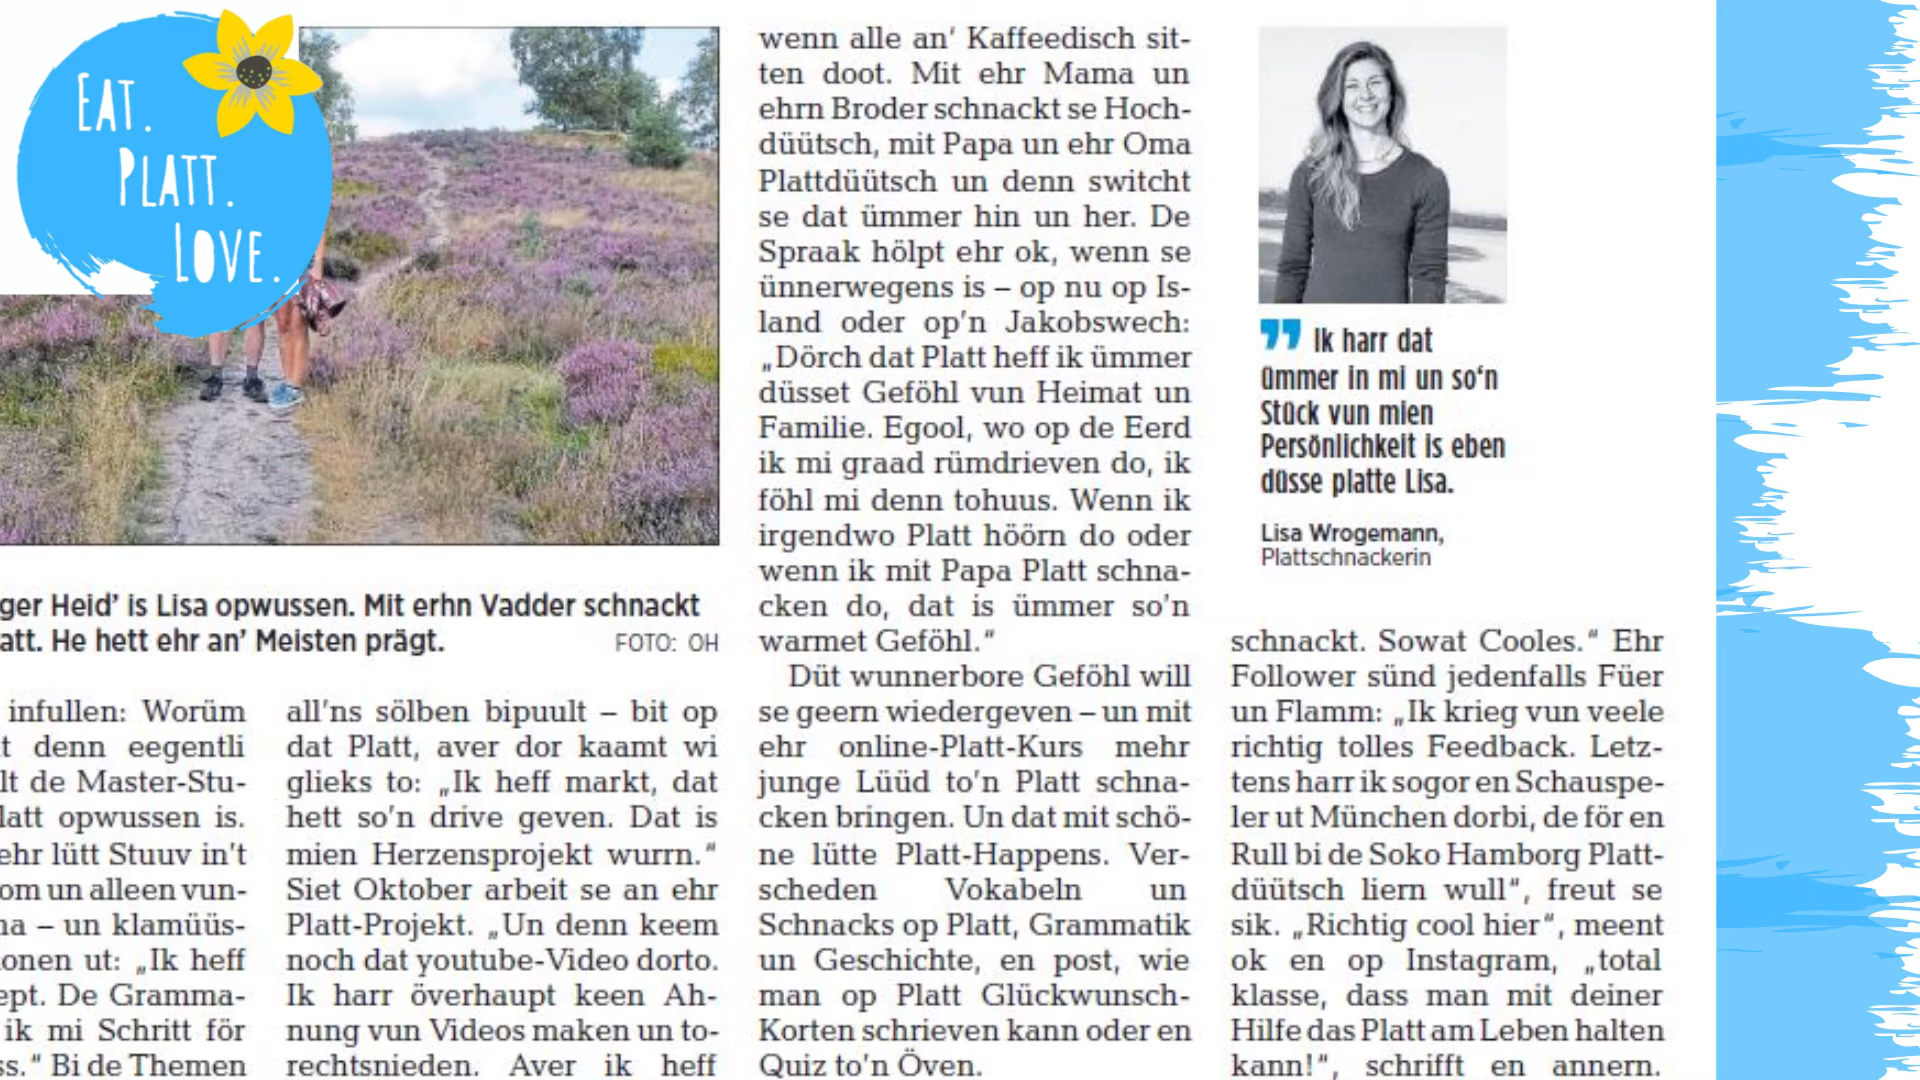 EAT.
PLATT.
LOVE.
ger Heid’ is Lisa opwussen. Mit erhn Vadder schnackt
att. He hett ehr an’ Meisten prägt.
FOTO: OH
infullen: Worüm
t denn eegentli
lt de Master-Stu-
latt opwussen is.
ehr lütt Stuuv in’t
om un alleen vun-
na – un klamüüs-
onen ut: „Ik heff
ept. De Gramma-
ik mi Schritt för
ss.“ Bi de Themen
all’ns sölben bipuult – bit op
dat Platt, aver dor kaamt wi
glieks to: „Ik heff markt, dat
hett so’n drive geven. Dat is
mien Herzensprojekt wurrn.“
Siet Oktober arbeit se an ehr
Platt-Projekt. „Un denn keem
noch dat youtube-Video dorto.
Ik harr överhaupt keen Ah-
nung vun Videos maken un to-
rechtsnieden. Aver ik heff
wenn alle an’ Kaffeedisch sit-
ten doot. Mit ehr Mama un
ehrn Broder schnackt se Hoch-
düütsch, mit Papa un ehr Oma
Plattdüütsch un denn switcht
se dat ümmer hin un her. De
Spraak hölpt ehr ok, wenn se
ünnerwegens is – op nu op Is-
land oder op’n Jakobswech:
„Dörch dat Platt heff ik ümmer
düsset Geföhl vun Heimat un
Familie. Egool, wo op de Eerd
ik mi graad rümdrieven do, ik
föhl mi denn tohuus. Wenn ik
irgendwo Platt höörn do oder
wenn ik mit Papa Platt schna-
cken do, dat is ümmer so’n
warmet Geföhl.“
Düt wunnerbore Geföhl will
se geern wiedergeven – un mit
ehr online-Platt-Kurs mehr
junge Lüüd to’n Platt schna-
cken bringen. Un dat mit schö-
ne lütte Platt-Happens. Ver-
scheden Vokabeln un
Schnacks op Platt, Grammatik
un Geschichte, en post, wie
man op Platt Glückwunsch-
Korten schrieven kann oder en
Quiz to’n Öven.
” Ik harr dat
ümmer in mi un so‘n
Stück vun mien
Persönlichkeit is eben
düsse platte Lisa.
Lisa Wrogemann,
Plattschnackerin
schnackt. Sowat Cooles.“ Ehr
Follower sünd jedenfalls Füer
un Flamm: „Ik krieg vun veele
richtig tolles Feedback. Letz-
tens harr ik sogor en Schauspe-
ler ut München dorbi, de för en
Rull bi de Soko Hamborg Platt-
düütsch liern wull“, freut se
sik. „Richtig cool hier“, meent
ok en op Instagram, „total
klasse, dass man mit deiner
Hilfe das Platt am Leben halten
kann!“, schrifft en annern.